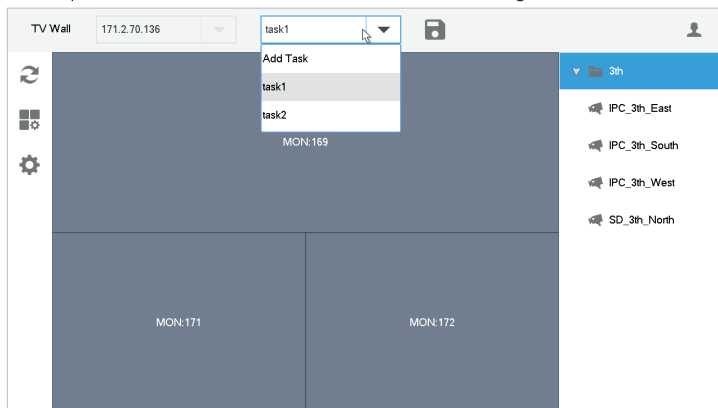 TV Wall 171.2.70.136 task1
Add Task
task1
task2
MON:169
MON:171 MON:172
3th
IPC_3th_East
IPC_3th_South
IPC_3th_West
SD_3th_North